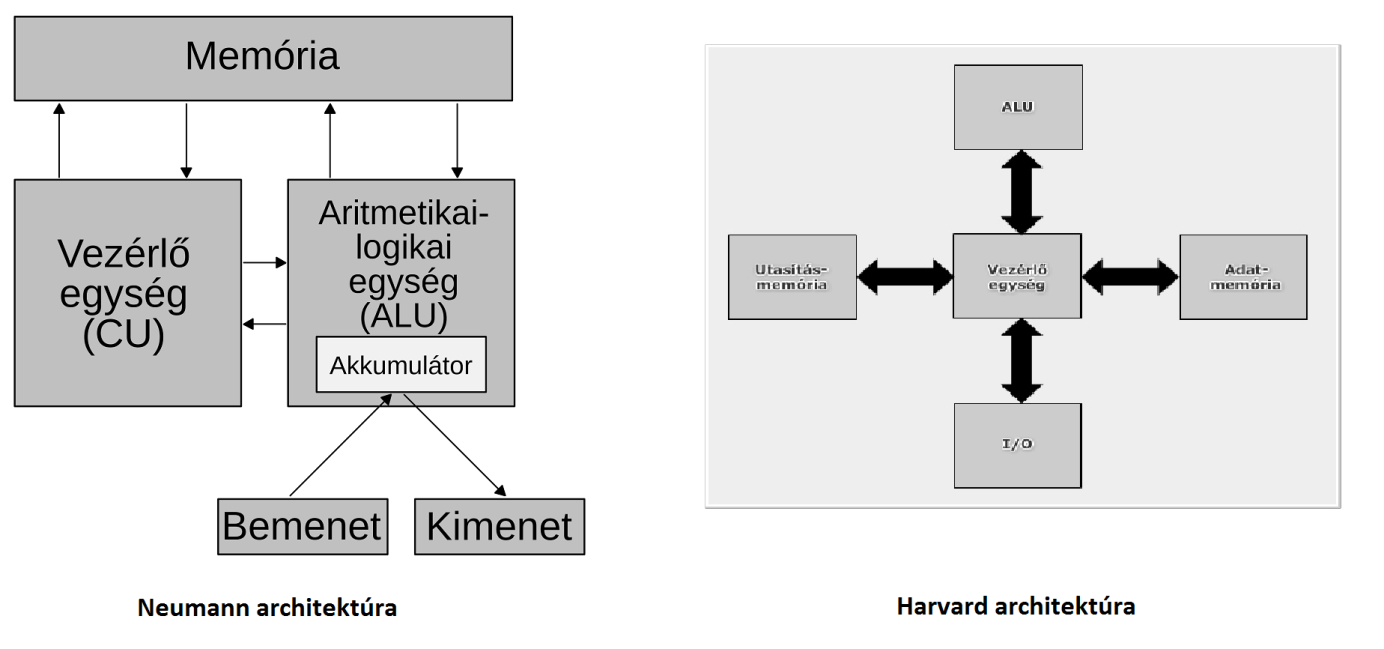 Memória
Vezérlő
egység
(CU)
Aritmetikai-
logikai
egység
(ALU)
Akkumulátor
Bemenet
Kimenet
Neumann architektúra
ALU
Utasítás-
memória
Vezérlő
egység
Adat-
memória
I/O
Harvard architektúra